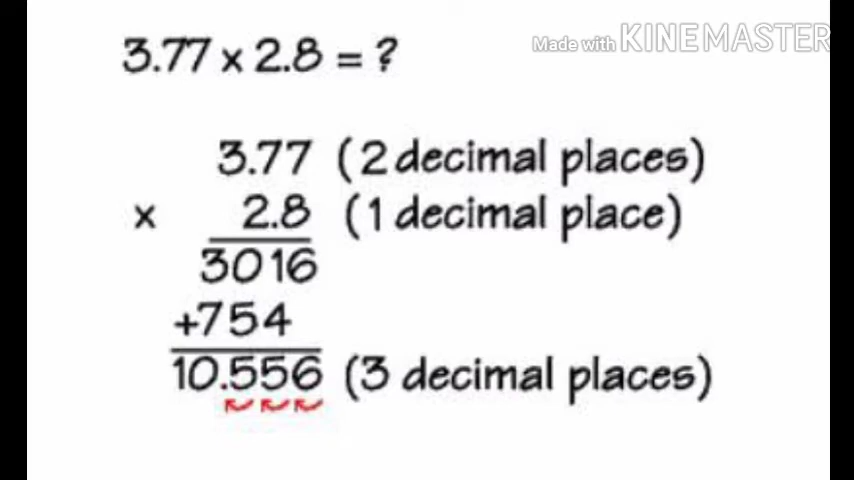 3.77 x 2.8 = ?
Made with KINEMASTER
3.77 (2 decimal places)
x 2.8 (1 decimal place)
3016
+754
10.556 (3 decimal places)